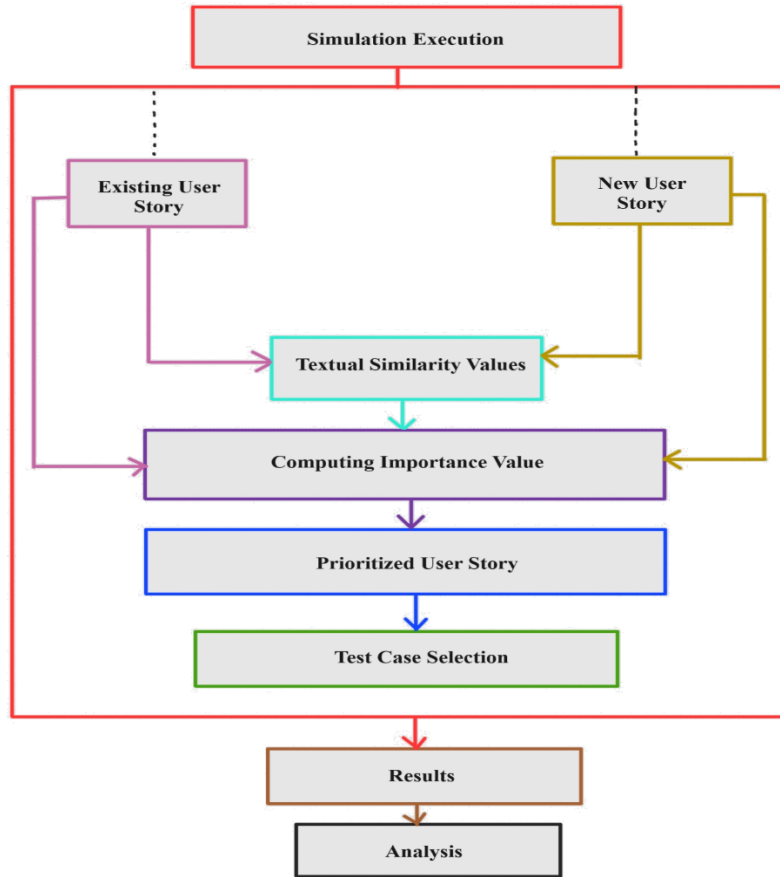 Simulation Execution
Existing User
Story
New User
Story
Textual Similarity Values
Computing Importance Value
Prioritized User Story
Test Case Selection
Results
Analysis